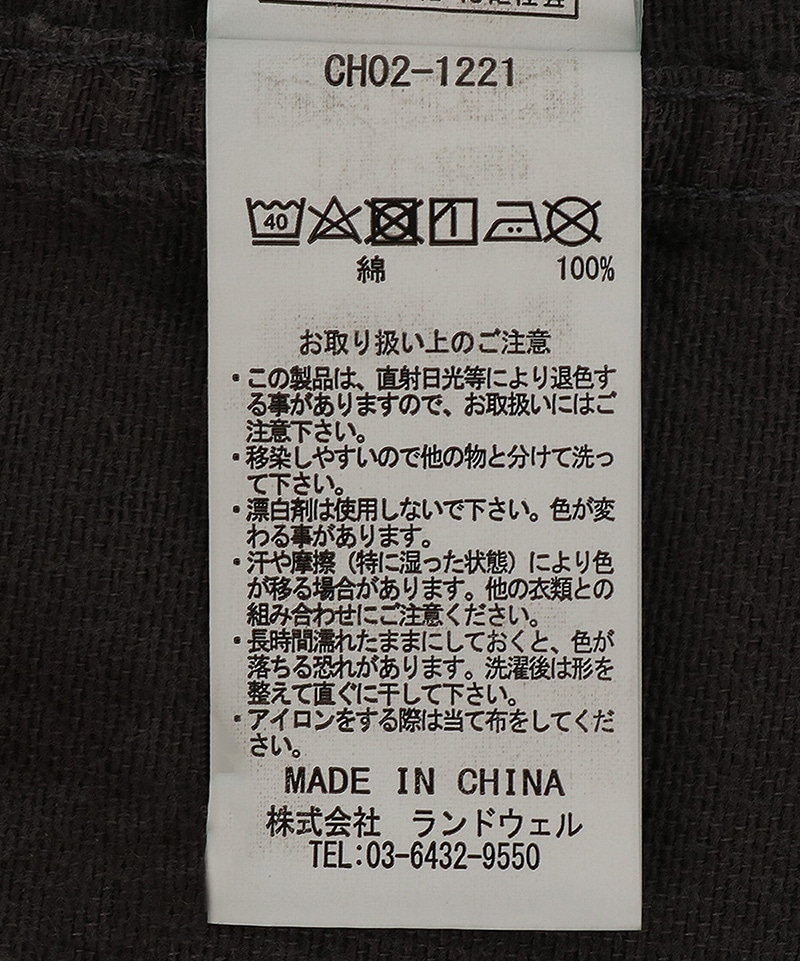 CH02-1221
40
綿 100%
お取り扱い上のご注意
・この製品は、直射日光等により退色す
る事がありますので、お取扱いにはご
注意下さい。
・移染しやすいので他の物と分けて洗っ
て下さい。
・漂白剤は使用しないで下さい。色が変
わる事があります。
・汗や摩擦（特に湿った状態）により色
が移る場合があります。他の衣類との
組み合わせにご注意ください。
・長時間濡れたままにしておくと、色が
落ちる恐れがあります。洗濯後は形を
整えて直ぐに干して下さい。
・アイロンをする際は当て布をしてくだ
さい。
MADE IN CHINA
株式会社 ランドウェル
TEL:03-6432-9550